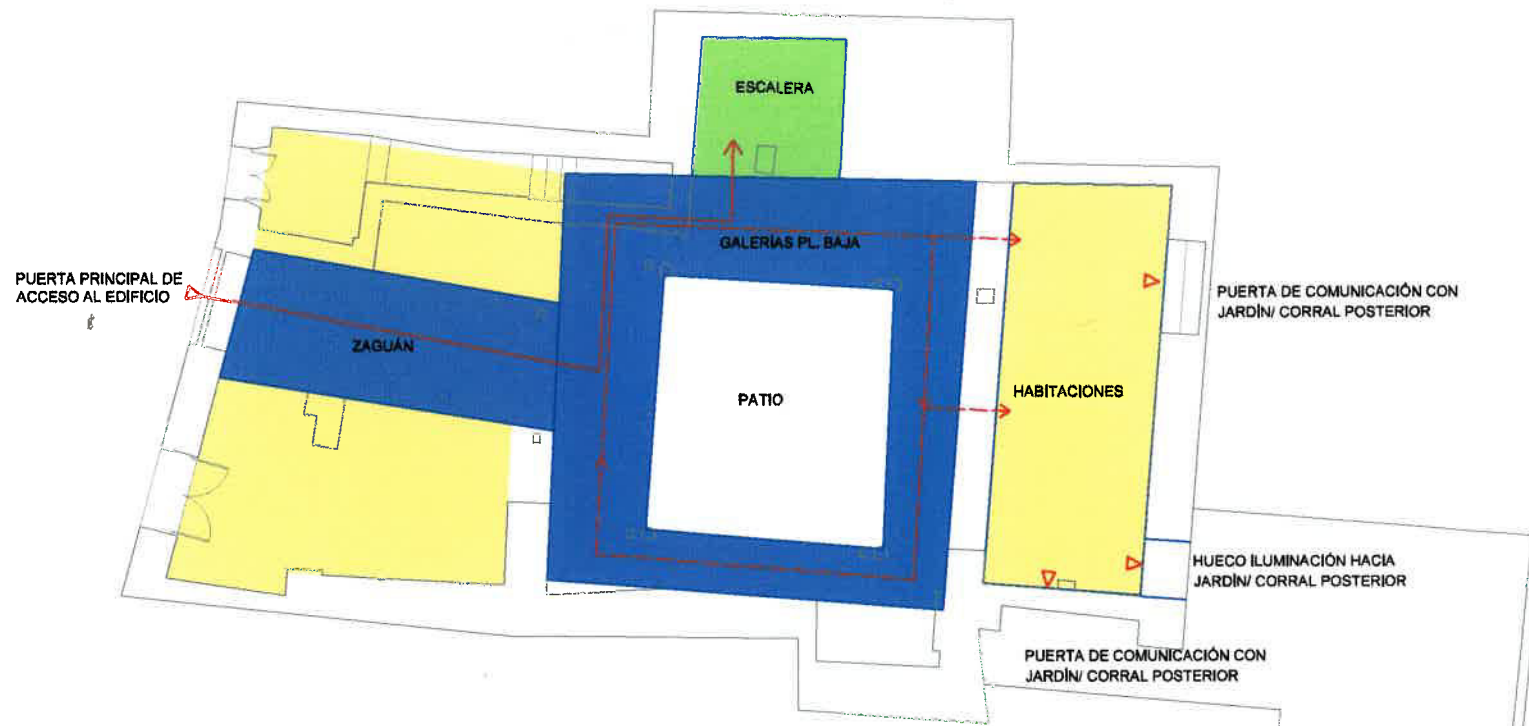 ESCALERA
GALERÍAS PL. BAJA
PUERTA PRINCIPAL DE
ACCESO AL EDIFICIO
ZAGUÁN
PATIO
HABITACIONES
PUERTA DE COMUNICACIÓN CON
JARDÍN/ CORRAL POSTERIOR
HUECO ILUMINACIÓN HACIA
JARDÍN/ CORRAL POSTERIOR
PUERTA DE COMUNICACIÓN CON
JARDÍN/ CORRAL POSTERIOR